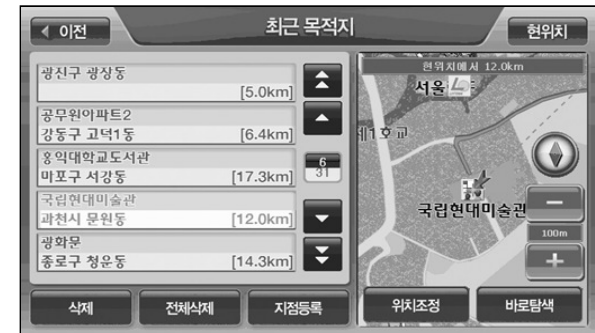 이전
최근 목적지
현위치
광진구 광장동
[5.0km]
공무원아파트2
강동구 고덕1동 [6.4km]
홍익대학교도서관
마포구 서강동 [17.3km]
국립현대미술관
과천시 문원동 [12.0km]
광화문
종로구 청운동 [14.3km]
6
31
현위치에서 12.0km
서울
제1호교
국립현대미술관
100m
삭제
전체삭제
지점등록
위치조정
바로탐색